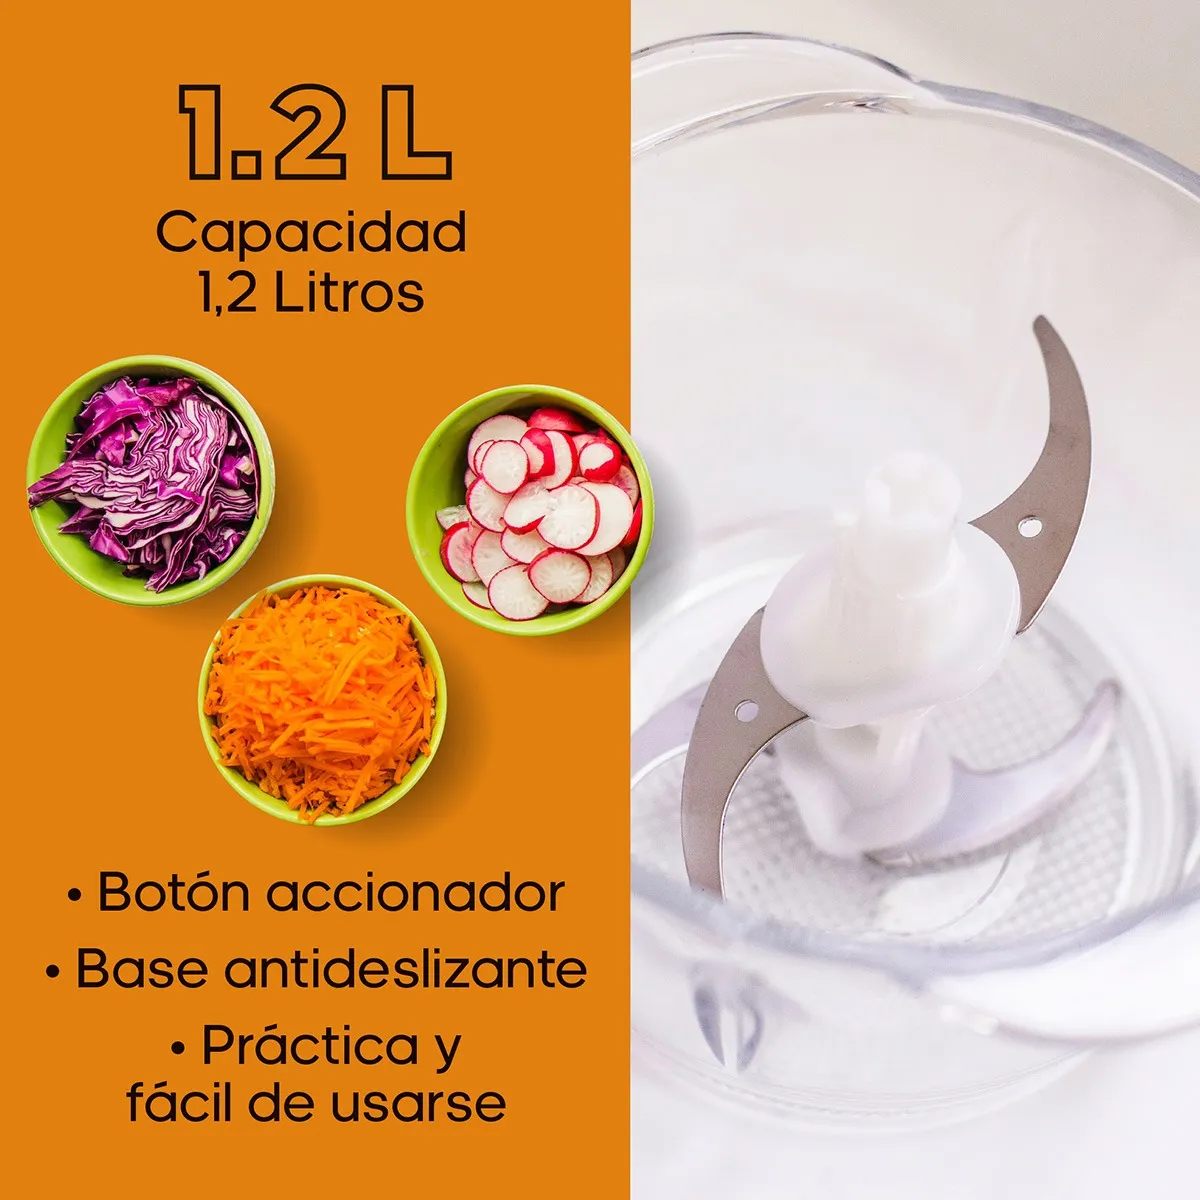 1.2 L
Capacidad
1,2 Litros
• Botón accionador
• Base antideslizante
• Práctica y
fácil de usarse